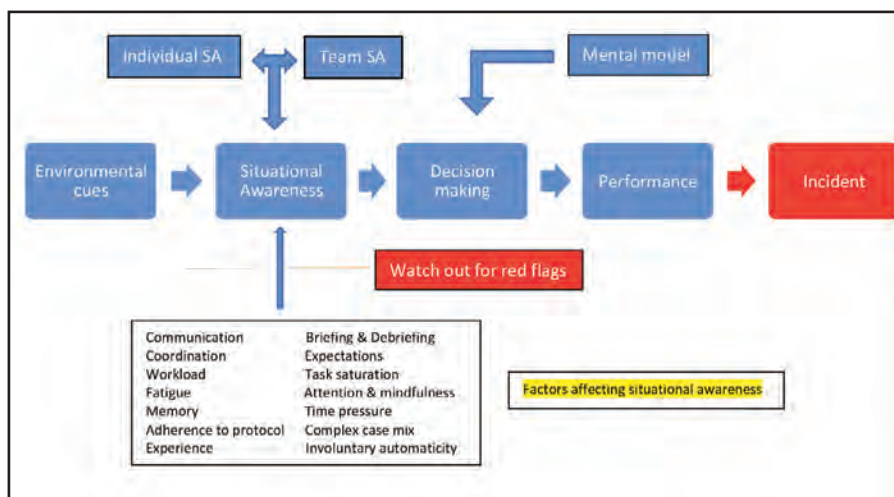 Individual SA
Team SA
Mental model
Environmental
cues
Situational
Awareness
Decision
making
Performance
Incident
Watch out for red flags
Communication
Coordination
Workload
Fatigue
Memory
Adherence to protocol
Experience
Briefing & Debriefing
Expectations
Task saturation
Attention & mindfulness
Time pressure
Complex case mix
Involuntary automaticity
Factors affecting situational awareness